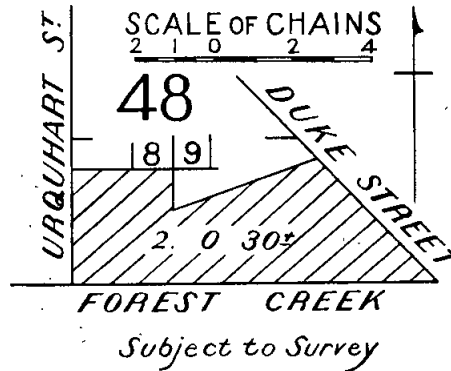 SCALE OF CHAINS
2 1 0 2 4
URQUHART ST.
48
DUKE STREET
8 9
2. 0 30±
FOREST CREEK
Subject to Survey